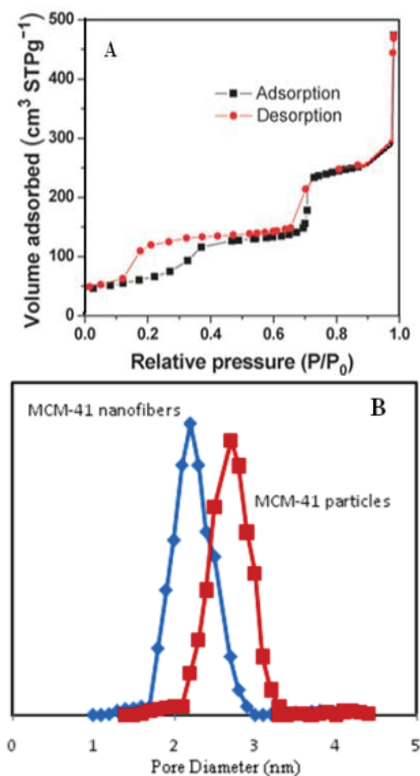 A
500
400
300
200
100
0
Volume adsorbed (cm³ STPg⁻¹)
Adsorption
Desorption
0.0 0.2 0.4 0.6 0.8 1.0
Relative pressure (P/P₀)
B
MCM-41 nanofibers
MCM-41 particles
0 1 2 3 4 5
Pore Diameter (nm)